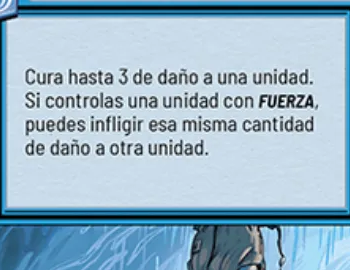 Cura hasta 3 de daño a una unidad.
Si controlas una unidad con FUERZA,
puedes infligir esa misma cantidad
de daño a otra unidad.